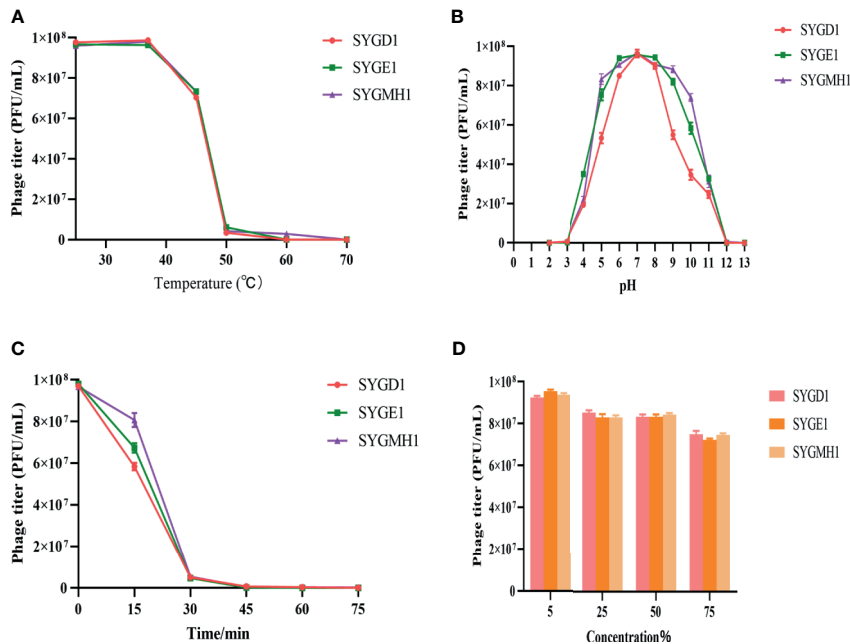 A
Phage titer (PFU/mL)
1×10⁸
8×10⁷
6×10⁷
4×10⁷
2×10⁷
0
30 40 50 60 70
Temperature (℃)
SYGD1
SYGE1
SYGMH1
B
Phage titer (PFU/mL)
1×10⁸
8×10⁷
6×10⁷
4×10⁷
2×10⁷
0
0 1 2 3 4 5 6 7 8 9 10 11 12 13
pH
SYGD1
SYGE1
SYGMH1
C
Phage titer (PFU/mL)
1×10⁸
8×10⁷
6×10⁷
4×10⁷
2×10⁷
0
0 15 30 45 60 75
Time/min
SYGD1
SYGE1
SYGMH1
D
Phage titer (PFU/mL)
1×10⁸
8×10⁷
6×10⁷
4×10⁷
2×10⁷
0
5 25 50 75
Concentration%
SYGD1
SYGE1
SYGMH1